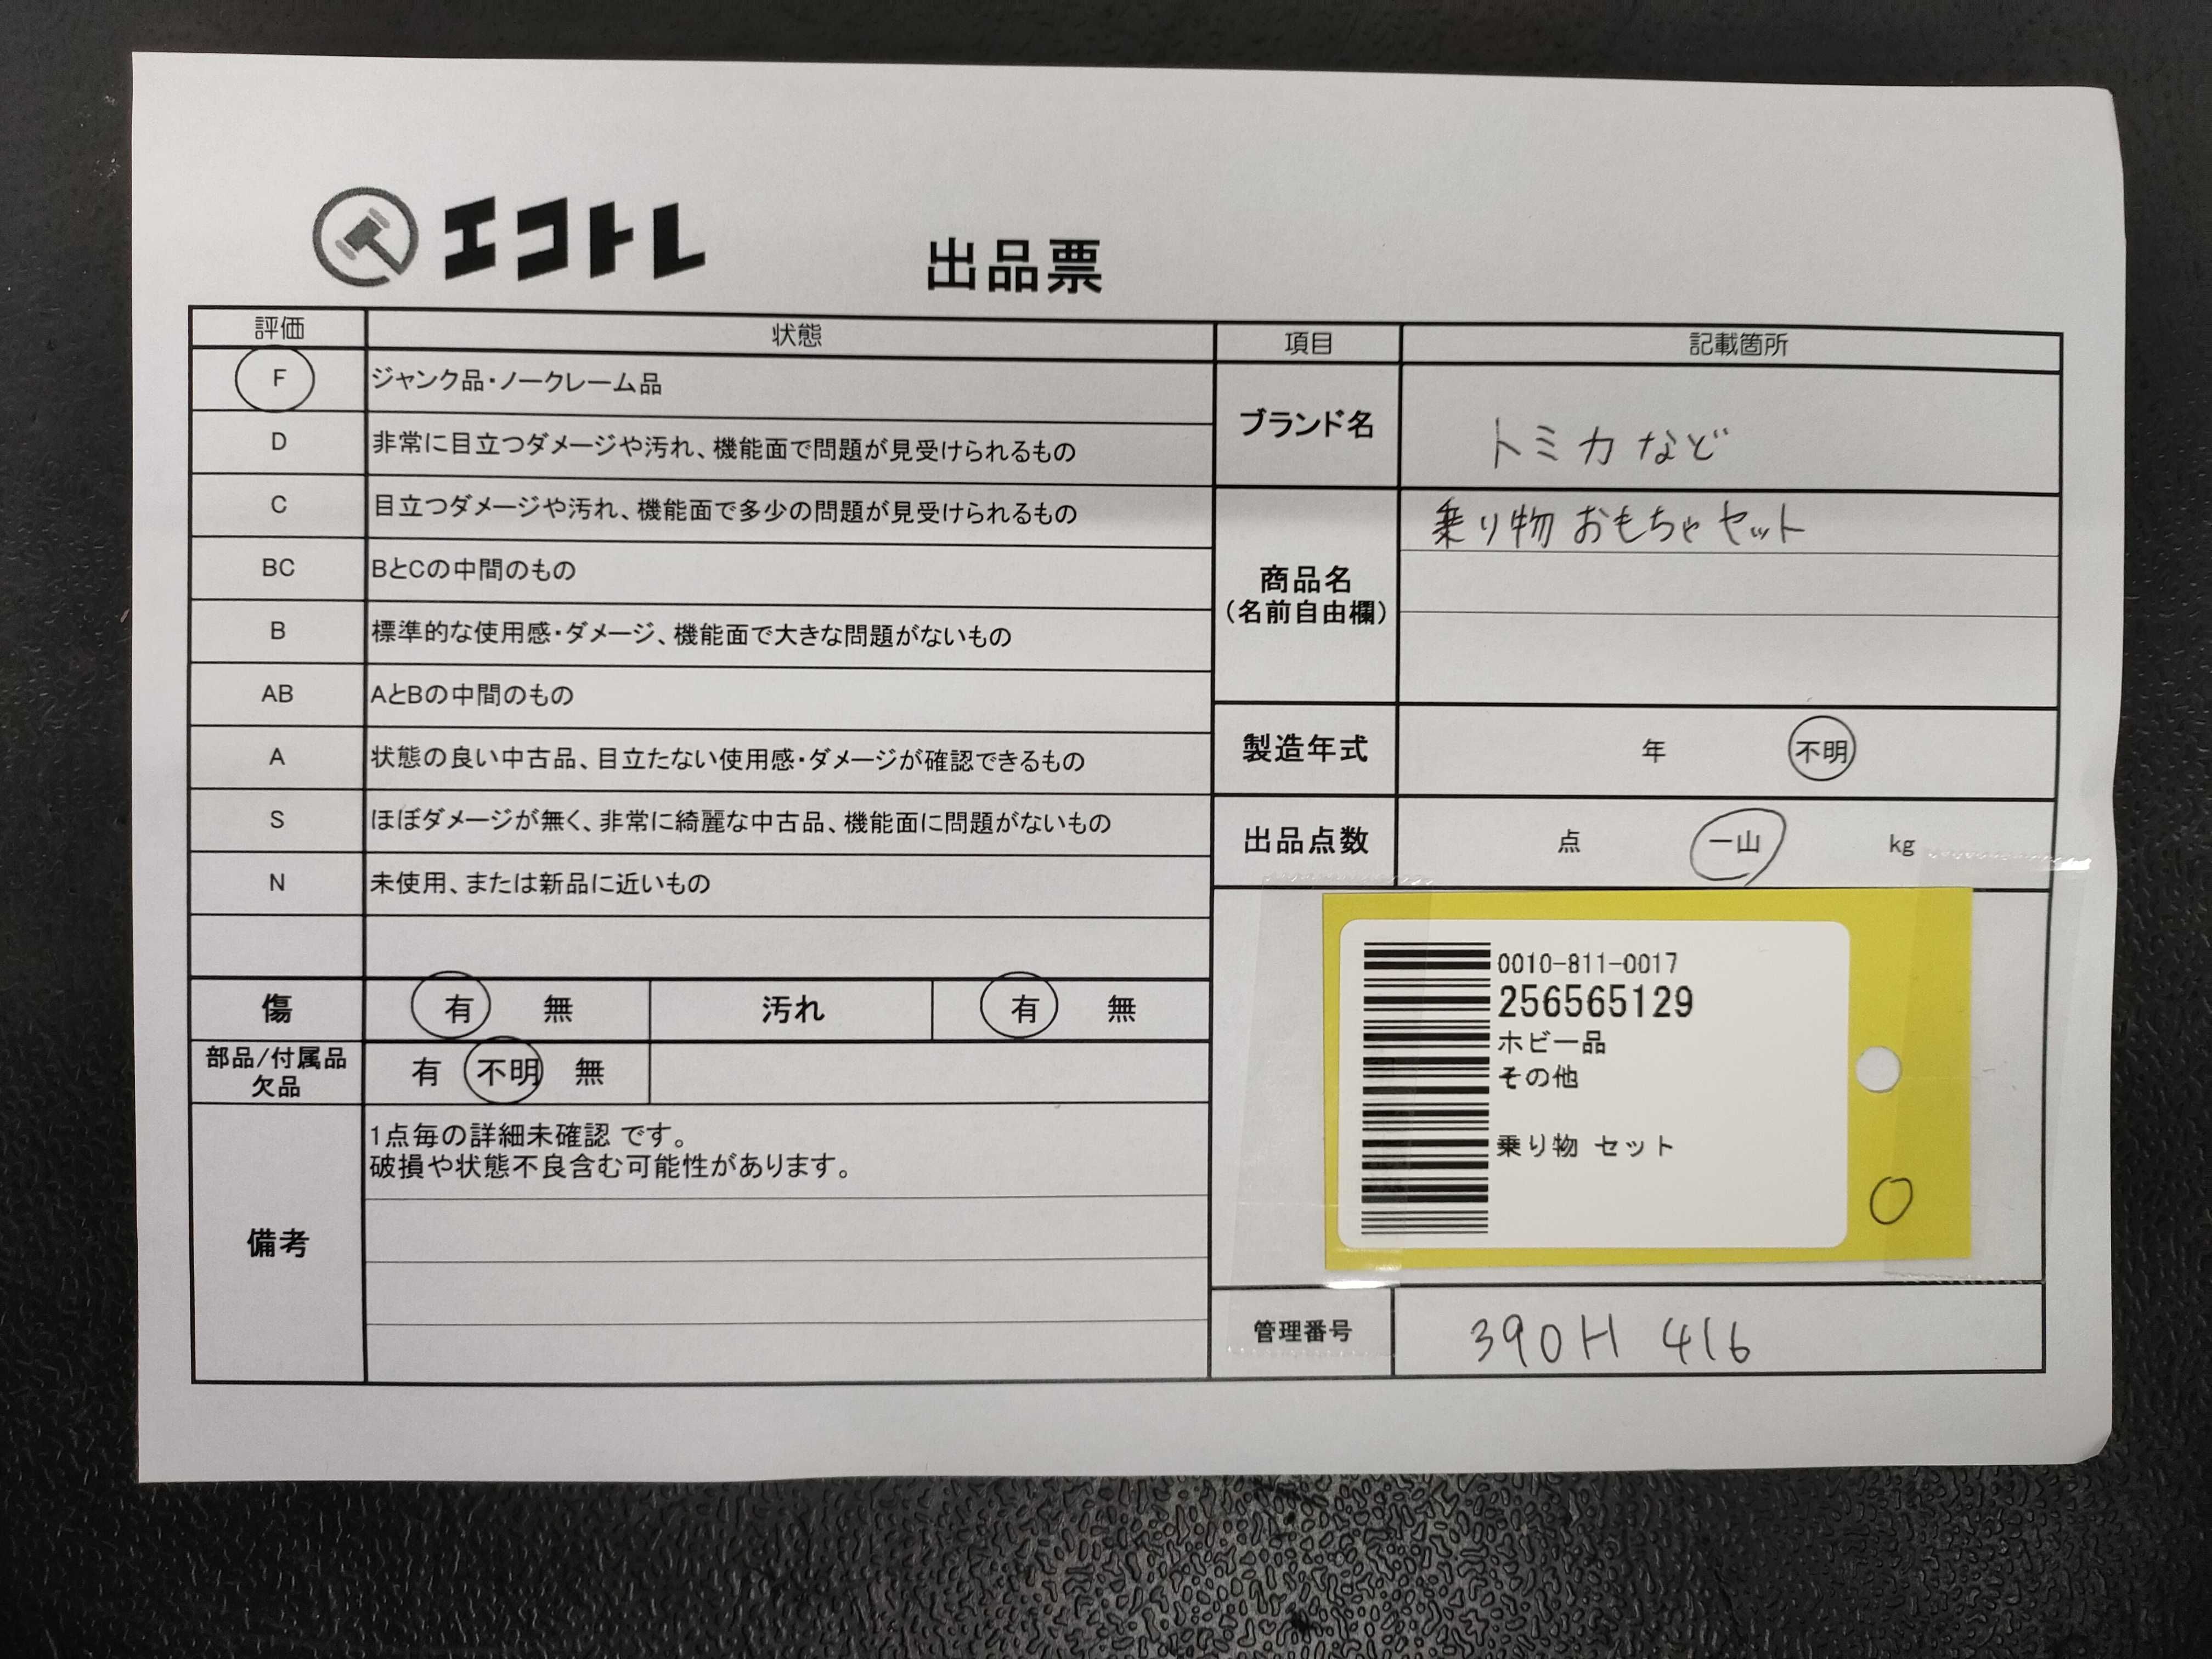 エコトレ
出品票
評価 状態
F ジャンク品・ノークレーム品
D 非常に目立つダメージや汚れ、機能面で問題が見受けられるもの
C 目立つダメージや汚れ、機能面で多少の問題が見受けられるもの
BC BとCの中間のもの
B 標準的な使用感・ダメージ、機能面で大きな問題がないもの
AB AとBの中間のもの
A 状態の良い中古品、目立たない使用感・ダメージが確認できるもの
S ほぼダメージが無く、非常に綺麗な中古品、機能面に問題がないもの
N 未使用、または新品に近いもの
傷 有 無 汚れ 有 無
部品/付属品
欠品
有 不明 無
備考
1点毎の詳細未確認 です。
破損や状態不良含む可能性があります。
項目 記載箇所
ブランド名 トミカなど
商品名
(名前自由欄)
乗り物 おもちゃ セット
製造年式 年 不明
出品点数 点 一山 kg
0010-811-0017
256565129
ホビー品
その他
乗り物 セット
管理番号 390H 416